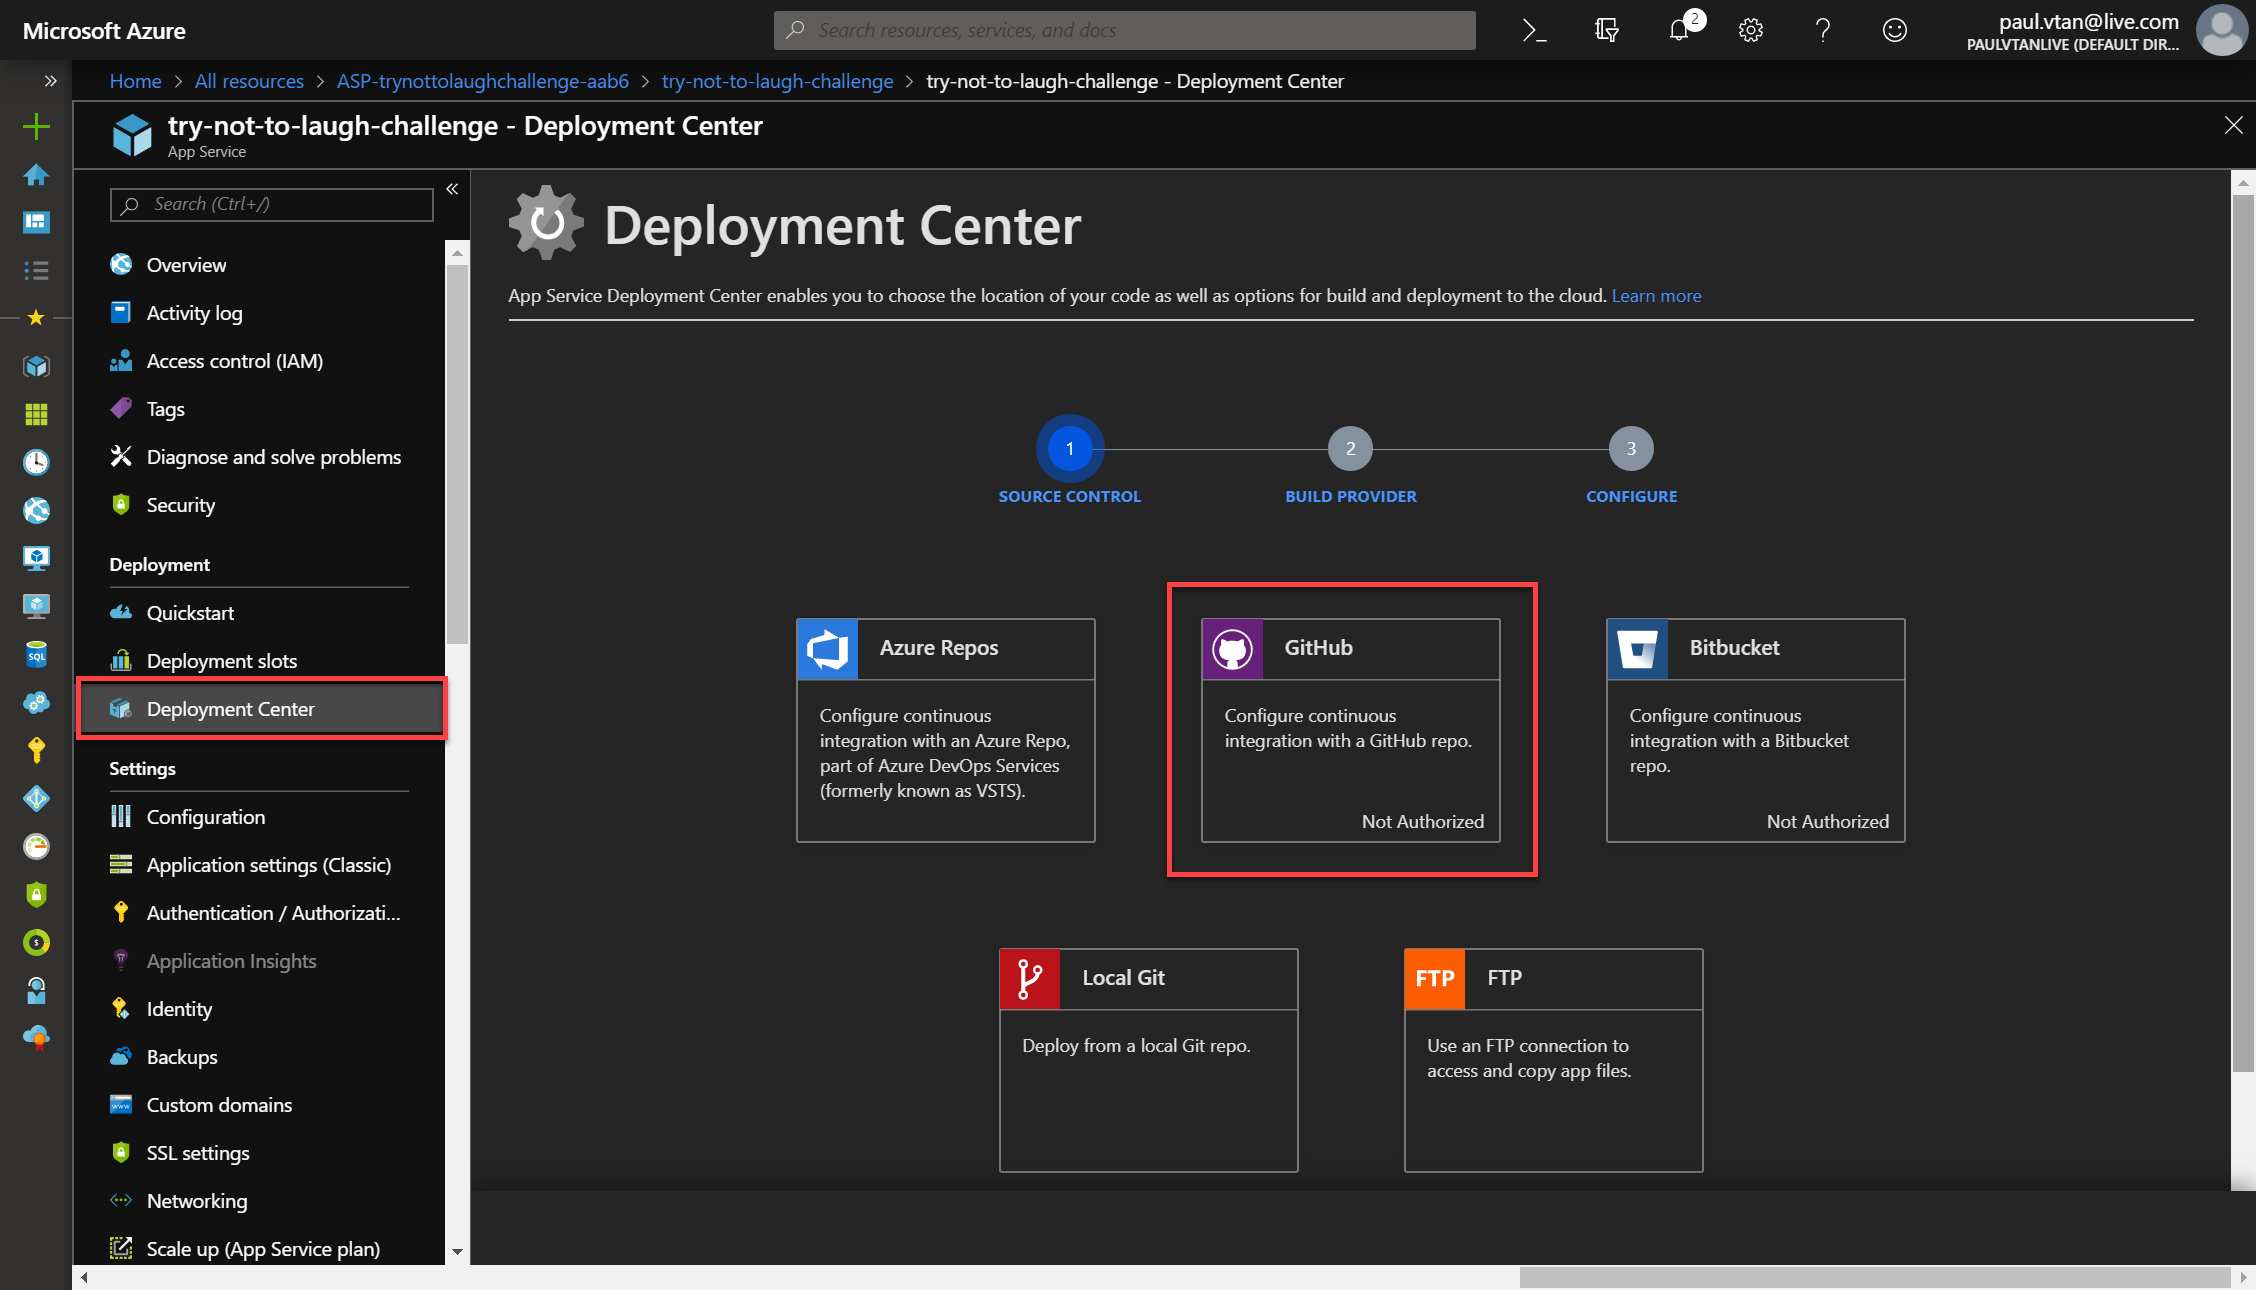 Microsoft Azure
Search resources, services, and docs
2
paul.vtan@live.com
PAULVTANLIVE (DEFAULT DIR...
Home > All resources > ASP-trynottolaughchallenge-aab6 > try-not-to-laugh-challenge > try-not-to-laugh-challenge - Deployment Center
try-not-to-laugh-challenge - Deployment Center
App Service
Search (Ctrl+/)
Overview
Activity log
Access control (IAM)
Tags
Diagnose and solve problems
Security
Deployment
Quickstart
Deployment slots
Deployment Center
Settings
Configuration
Application settings (Classic)
Authentication / Authorizati...
Application Insights
Identity
Backups
Custom domains
SSL settings
Networking
Scale up (App Service plan)
SQL
Deployment Center
App Service Deployment Center enables you to choose the location of your code as well as options for build and deployment to the cloud. Learn more
1
2
3
SOURCE CONTROL
BUILD PROVIDER
CONFIGURE
Azure Repos
Configure continuous
integration with an Azure Repo,
part of Azure DevOps Services
(formerly known as VSTS).
GitHub
Configure continuous
integration with a GitHub repo.
Not Authorized
Bitbucket
Configure continuous
integration with a Bitbucket
repo.
Not Authorized
Local Git
Deploy from a local Git repo.
FTP
FTP
Use an FTP connection to
access and copy app files.